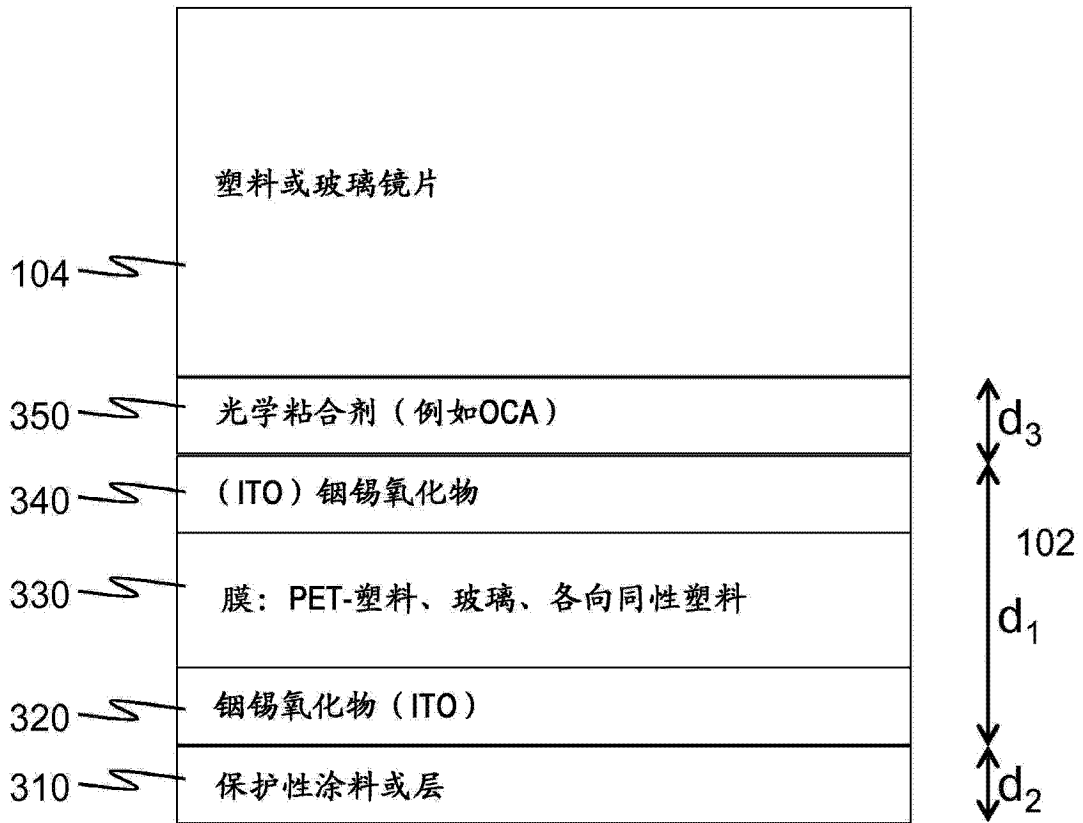 塑料或玻璃镜片
104
350
光学粘合剂（例如OCA）
d3
340
（ITO）铟锡氧化物
102
330
膜：PET-塑料、玻璃、各向同性塑料
d1
320
铟锡氧化物（ITO）
310
保护性涂料或层
d2